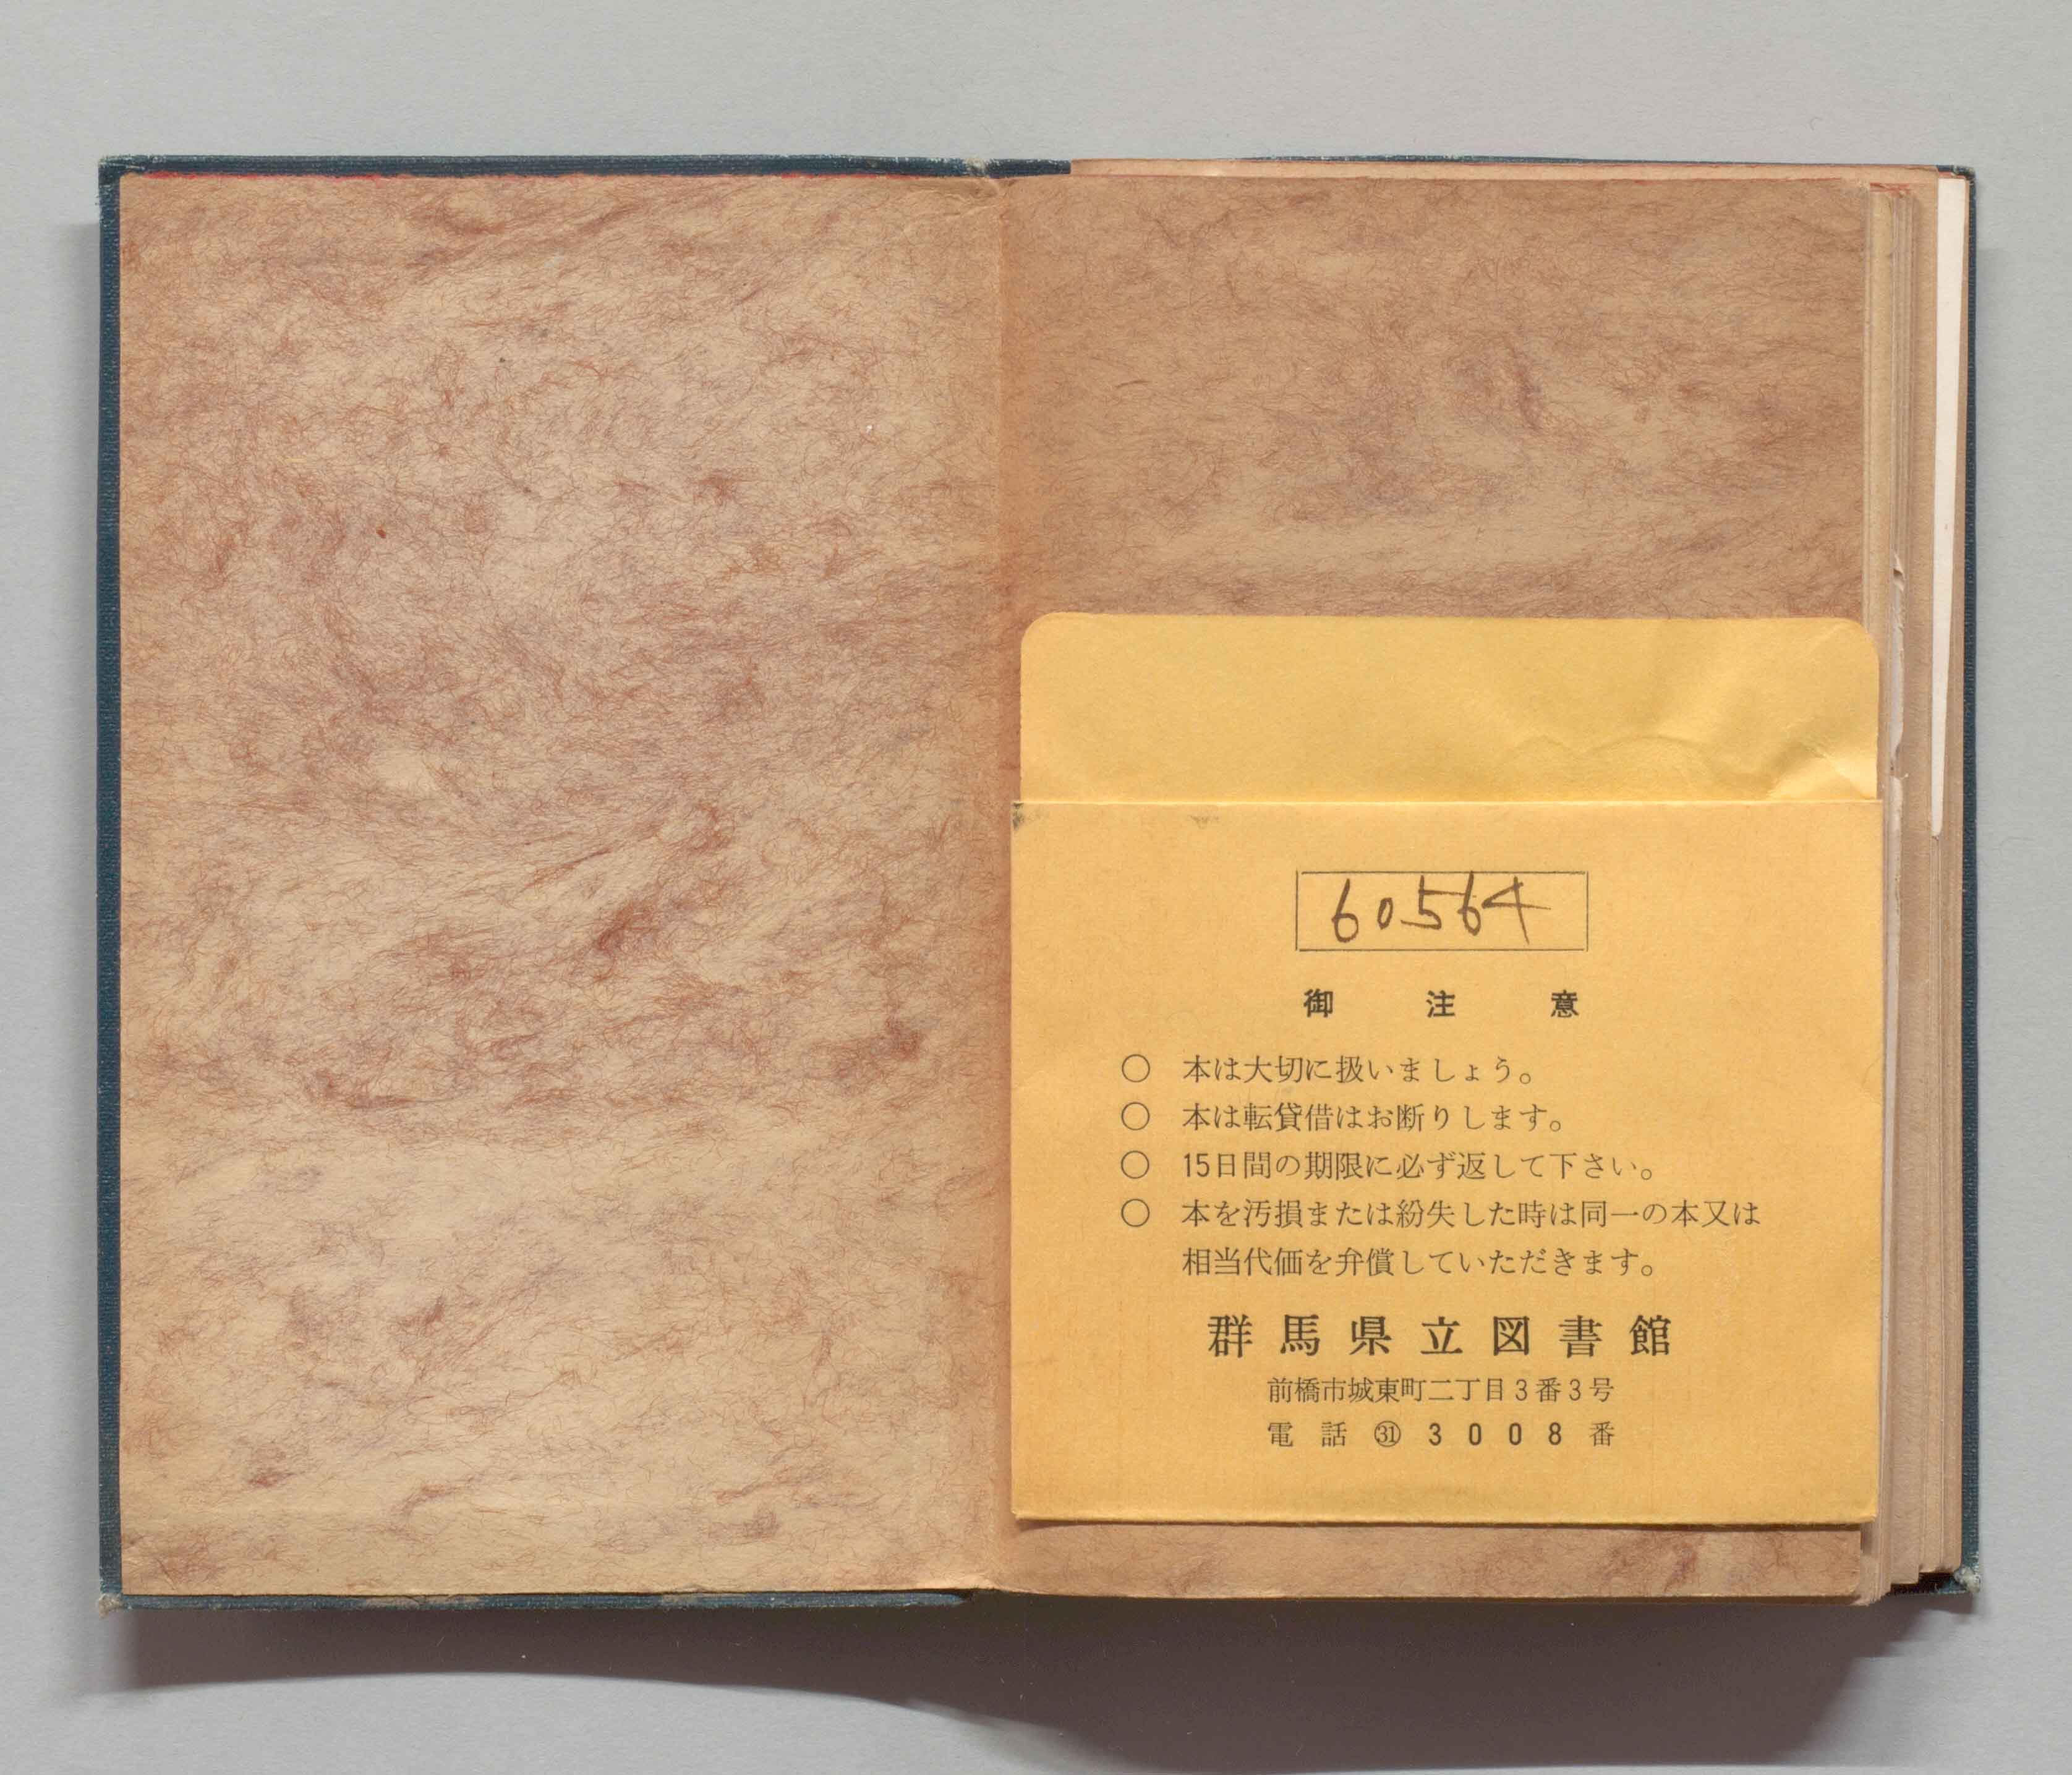 60564
御注意
○ 本は大切に扱いましょう。
○ 本は転貸借はお断りします。
○ 15日間の期限に必ず返して下さい。
○ 本を汚損または紛失した時は同一の本又は
相当代価を弁償していただきます。
群馬県立図書館
前橋市城東町二丁目3番3号
電話㉛3008番